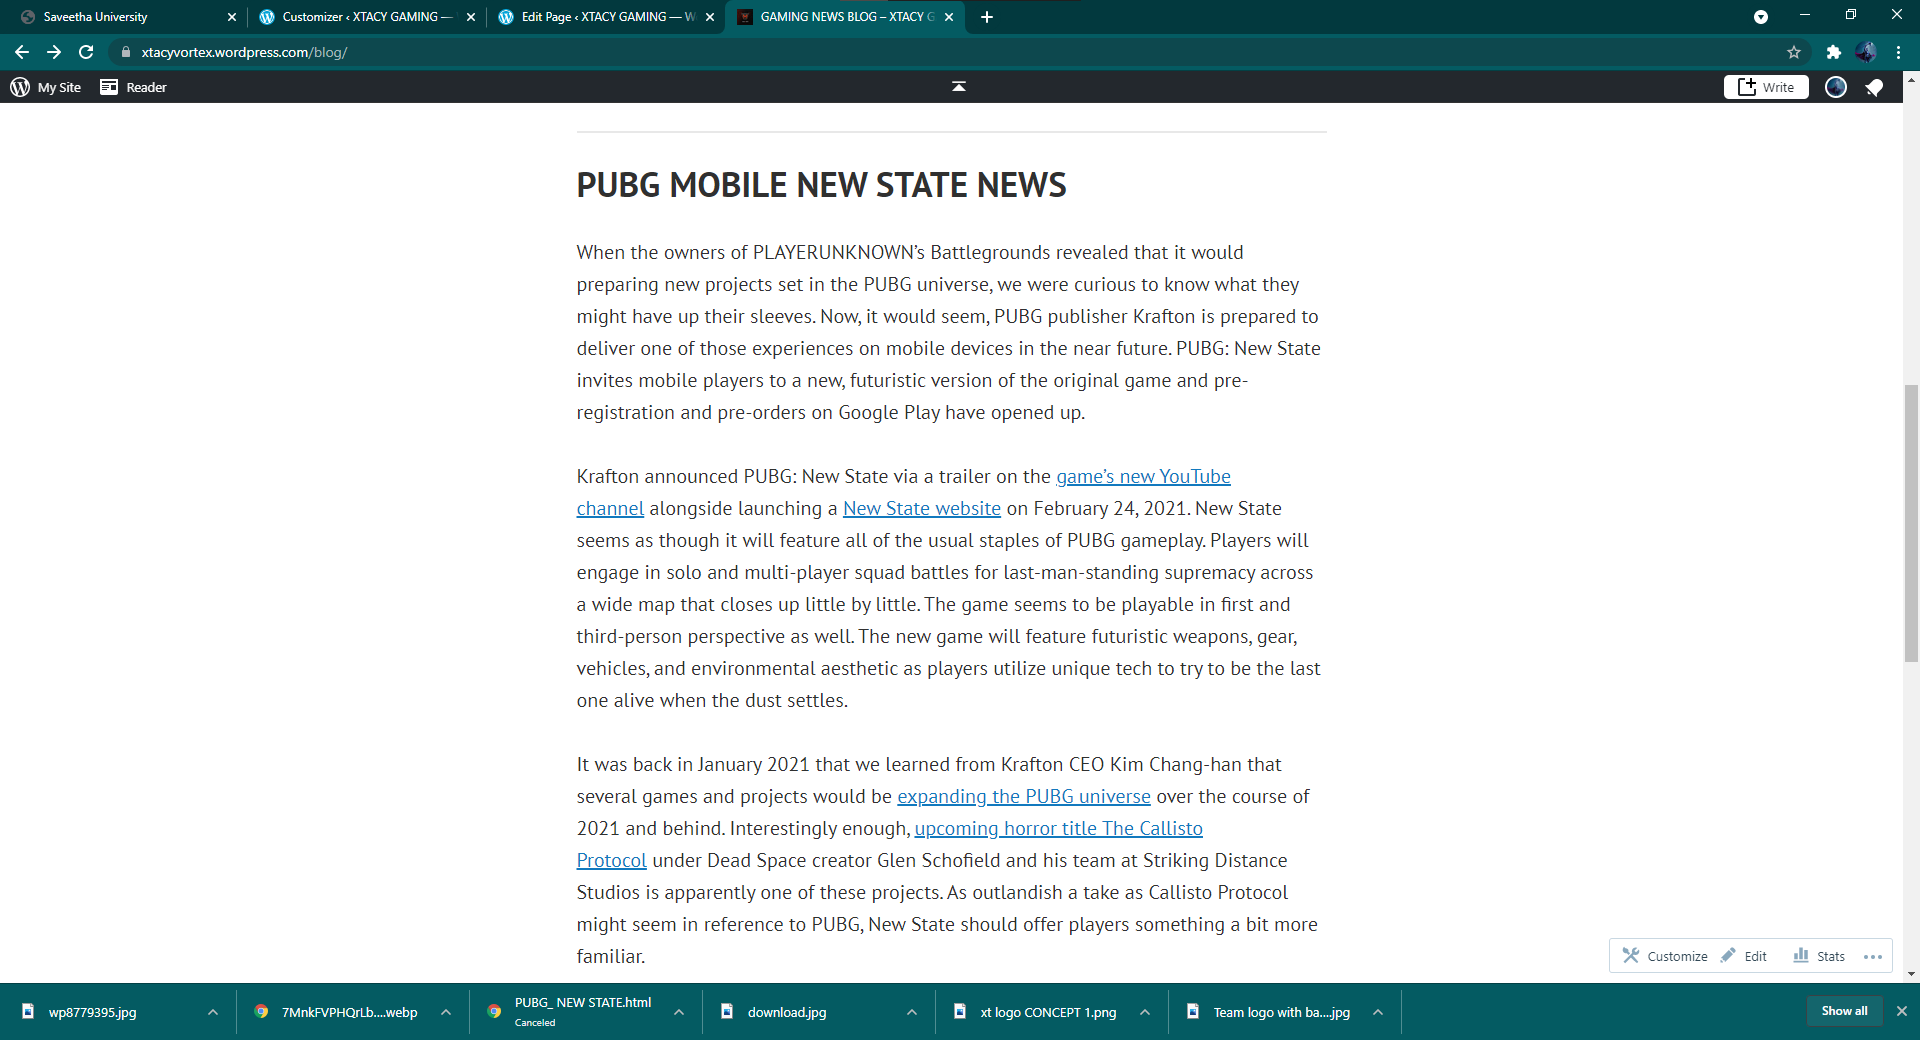 Saveetha University
Customizer ‹ XTACY GAMING —
Edit Page ‹ XTACY GAMING — W
GAMING NEWS BLOG – XTACY G
xtacyvortex.wordpress.com/blog/
My Site
Reader
Write
PUBG MOBILE NEW STATE NEWS
When the owners of PLAYERUNKNOWN’s Battlegrounds revealed that it would
preparing new projects set in the PUBG universe, we were curious to know what they
might have up their sleeves. Now, it would seem, PUBG publisher Krafton is prepared to
deliver one of those experiences on mobile devices in the near future. PUBG: New State
invites mobile players to a new, futuristic version of the original game and pre-
registration and pre-orders on Google Play have opened up.
Krafton announced PUBG: New State via a trailer on the game’s new YouTube
channel alongside launching a New State website on February 24, 2021. New State
seems as though it will feature all of the usual staples of PUBG gameplay. Players will
engage in solo and multi-player squad battles for last-man-standing supremacy across
a wide map that closes up little by little. The game seems to be playable in first and
third-person perspective as well. The new game will feature futuristic weapons, gear,
vehicles, and environmental aesthetic as players utilize unique tech to try to be the last
one alive when the dust settles.
It was back in January 2021 that we learned from Krafton CEO Kim Chang-han that
several games and projects would be expanding the PUBG universe over the course of
2021 and behind. Interestingly enough, upcoming horror title The Callisto
Protocol under Dead Space creator Glen Schofield and his team at Striking Distance
Studios is apparently one of these projects. As outlandish a take as Callisto Protocol
might seem in reference to PUBG, New State should offer players something a bit more
familiar.
Customize
Edit
Stats
wp8779395.jpg
7MnkFVPHQrLb....webp
PUBG_ NEW STATE.html
Canceled
download.jpg
xt logo CONCEPT 1.png
Team logo with ba....jpg
Show all